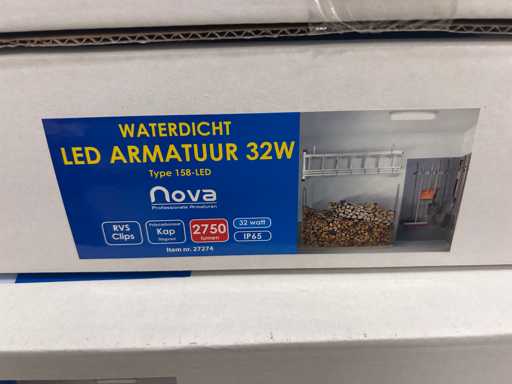 WATERDICHT
LED ARMATUUR 32W
Type 158-LED
nova
Professionele Armaturen
RVS
Clips
Kap
2750
lumen
32 watt
IP65
Item nr. 27274